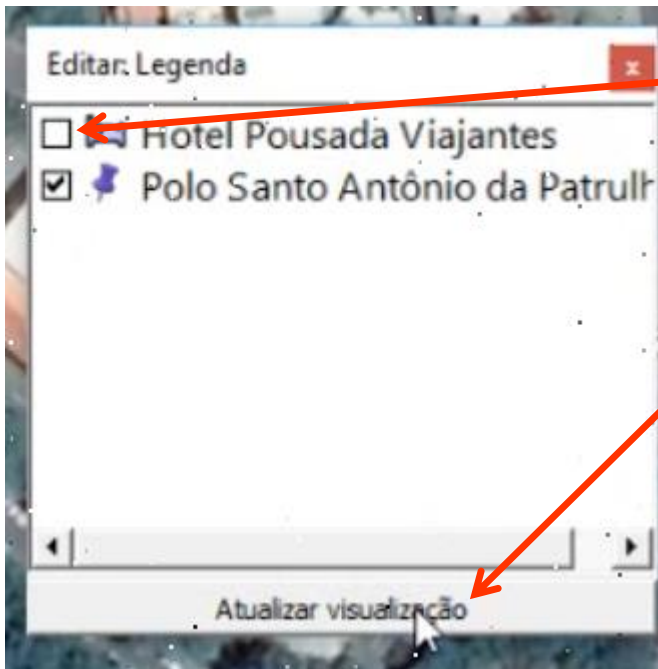 Editar: Legenda
x
Hotel Pousada Viajantes
Polo Santo Antônio da Patrulh
Atualizar visualização